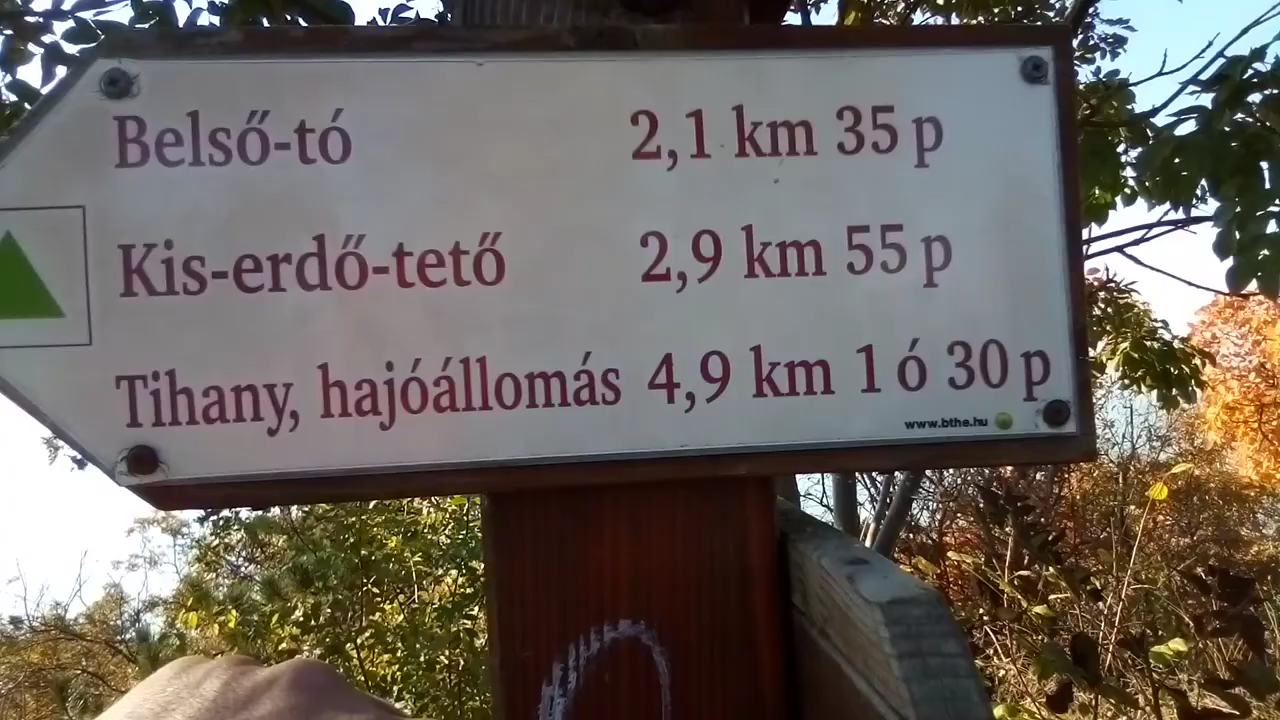 Belső-tó 2,1 km 35 p
Kis-erdő-tető 2,9 km 55 p
Tihany, hajóállomás 4,9 km 1 ó 30 p
www.bthe.hu